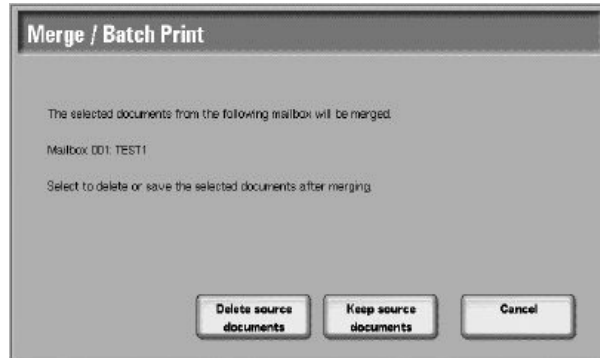 Merge / Batch Print
The selected documents from the following mailbox will be merged.
Mailbox 001: TEST1
Select to delete or save the selected documents after merging.
Delete source
documents
Keep source
documents
Cancel